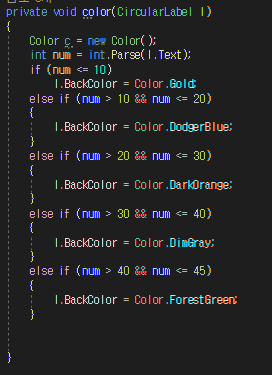 private void color(CircularLabel l)
{
    Color c = new Color();
    int num = int.Parse(l.Text);
    if (num <= 10)
        l.BackColor = Color.Gold;
    else if (num > 10 && num <= 20)
    {
        l.BackColor = Color.DodgerBlue;
    }
    else if (num > 20 && num <= 30)
    {
        l.BackColor = Color.DarkOrange;
    }
    else if (num > 30 && num <= 40)
    {
        l.BackColor = Color.DimGray;
    }
    else if (num > 40 && num <= 45)
    {
        l.BackColor = Color.ForestGreen;
    }
}